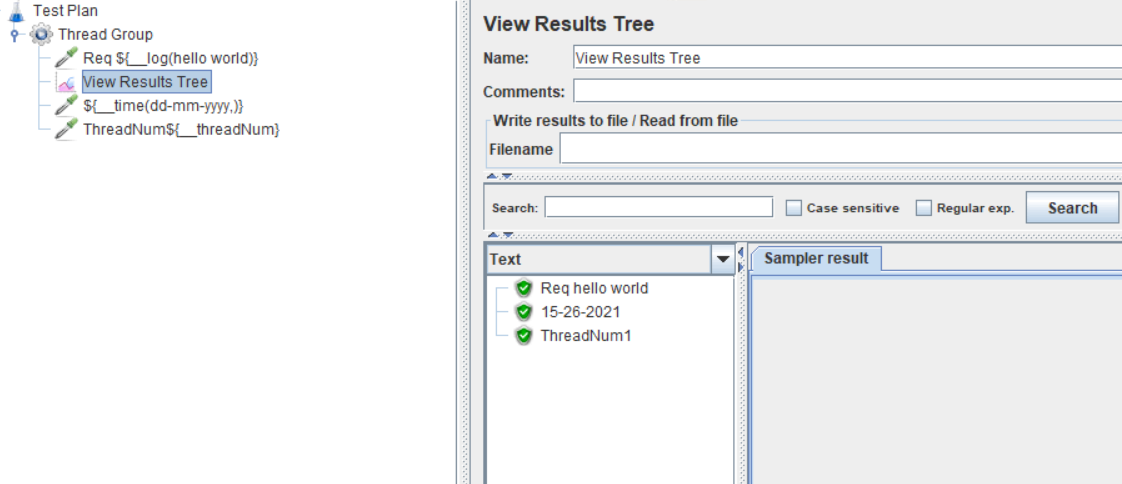 Test Plan
Thread Group
Req ${__log(hello world)}
View Results Tree
${__time(dd-mm-yyyy,)}
ThreadNum${__threadNum}
View Results Tree
Name: View Results Tree
Comments:
Write results to file / Read from file
Filename
Search: Case sensitive Regular exp. Search
Text
Sampler result
Req hello world
15-26-2021
ThreadNum1